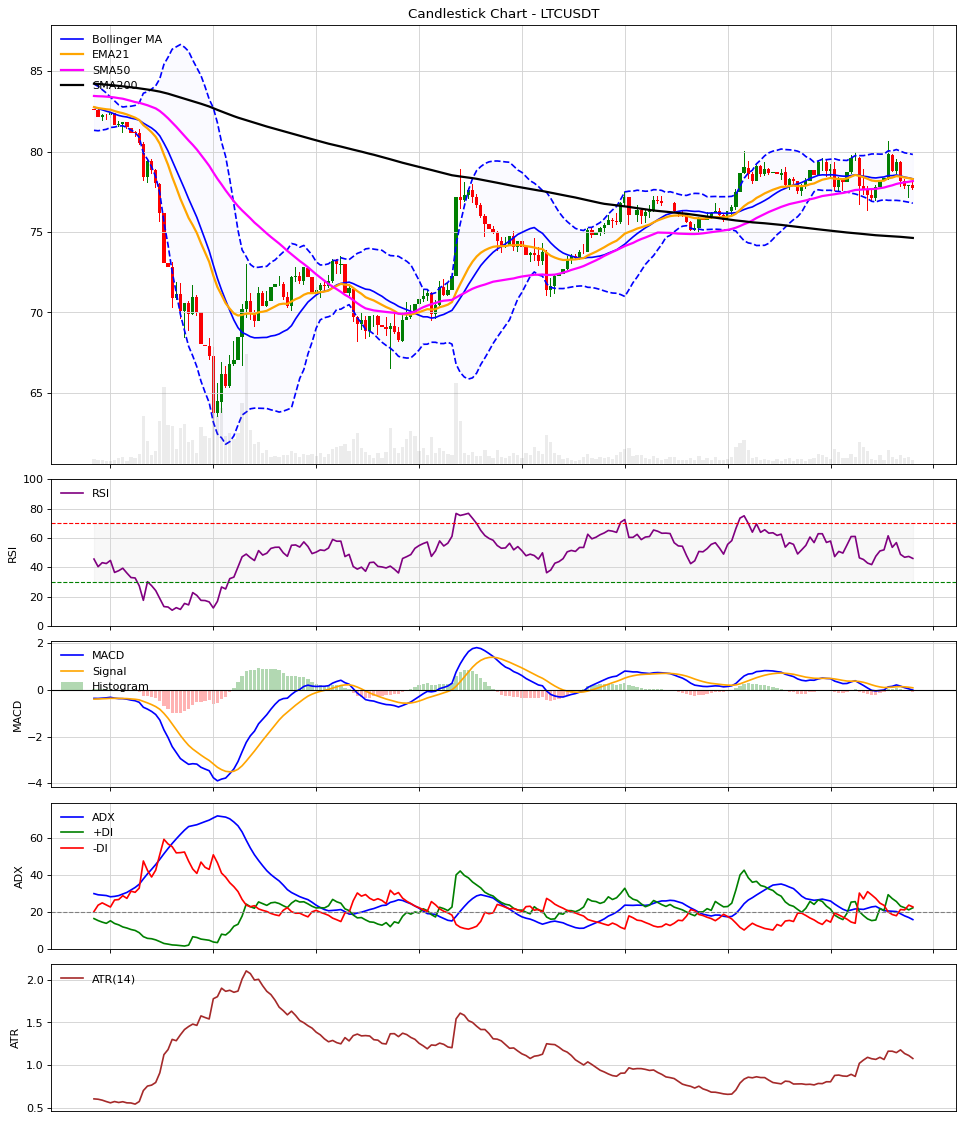 Candlestick Chart - LTCUSDT
Bollinger MA
EMA21
SMA50
SMA200
85
80
75
70
65
RSI
100
80
60
40
20
0
RSI
MACD
Signal
Histogram
2
0
−2
−4
MACD
ADX
+DI
-DI
60
40
20
0
ADX
ATR(14)
2.0
1.5
1.0
0.5
ATR